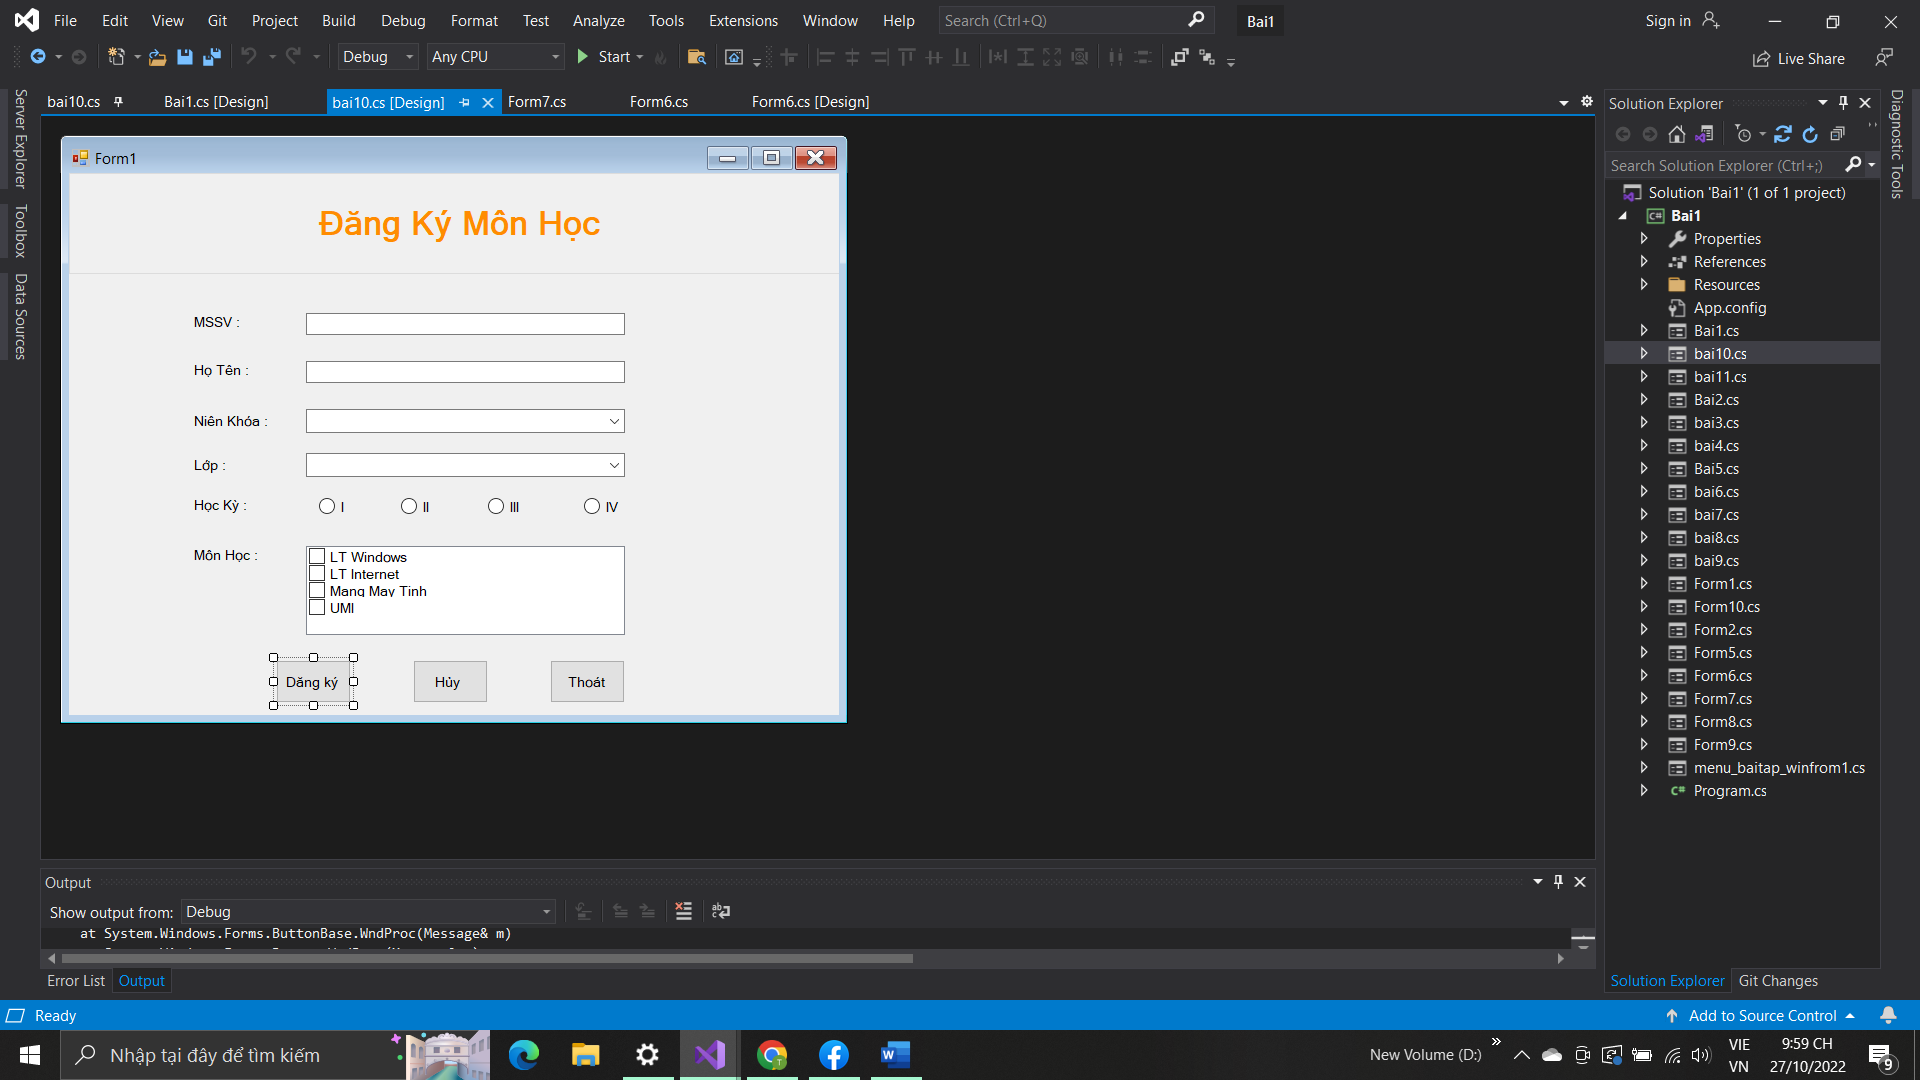 File Edit View Git Project Build Debug Format Test Analyze Tools Extensions Window Help Search (Ctrl+Q) Bai1 Sign in
Debug Any CPU Start Live Share
bai10.cs Bai1.cs [Design] bai10.cs [Design] Form7.cs Form6.cs Form6.cs [Design]
Server Explorer
Toolbox
Data Sources
Form1
Đăng Ký Môn Học
MSSV :
Họ Tên :
Niên Khóa :
Lớp :
Học Kỳ : I II III IV
Môn Học :
LT Windows
LT Internet
Mang May Tinh
UMI
Dăng ký Hủy Thoát
Output
Show output from: Debug
at System.Windows.Forms.ButtonBase.WndProc(Message& m)
Error List Output
Solution Explorer
Search Solution Explorer (Ctrl+;)
Solution 'Bai1' (1 of 1 project)
Bai1
Properties
References
Resources
App.config
Bai1.cs
bai10.cs
bai11.cs
Bai2.cs
bai3.cs
bai4.cs
Bai5.cs
bai6.cs
bai7.cs
bai8.cs
bai9.cs
Form1.cs
Form10.cs
Form2.cs
Form5.cs
Form6.cs
Form7.cs
Form8.cs
Form9.cs
menu_baitap_winfrom1.cs
Program.cs
Solution Explorer Git Changes
Diagnostic Tools
Ready Add to Source Control
Nhập tại đây để tìm kiếm
New Volume (D:)
VIE
VN
9:59 CH
27/10/2022
9